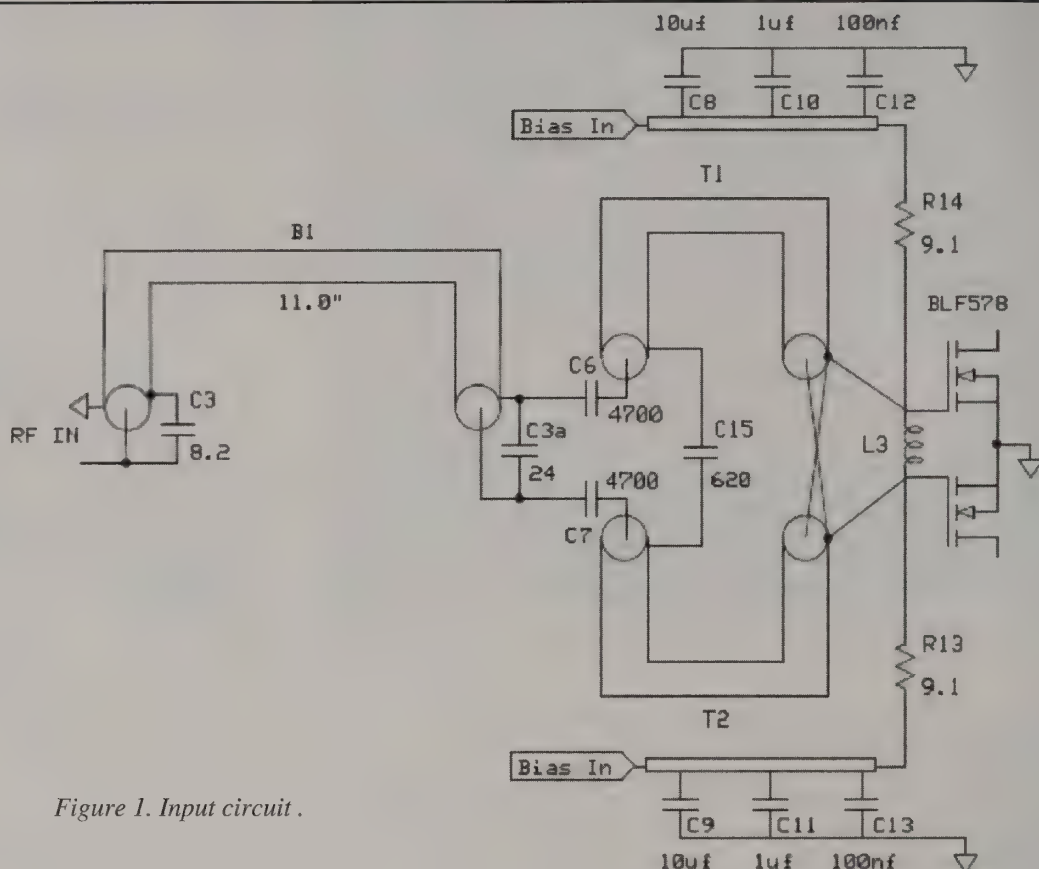 10uf 1uf 100nf
C8 C10 C12
Bias In
T1
R14
9.1
B1
11.0"
BLF578
C6
4700
C3
RF IN
8.2
C3a
24
C15
620
L3
4700
C7
R13
9.1
T2
Bias In
C9 C11 C13
10uf 1uf 100nf
Figure 1. Input circuit .